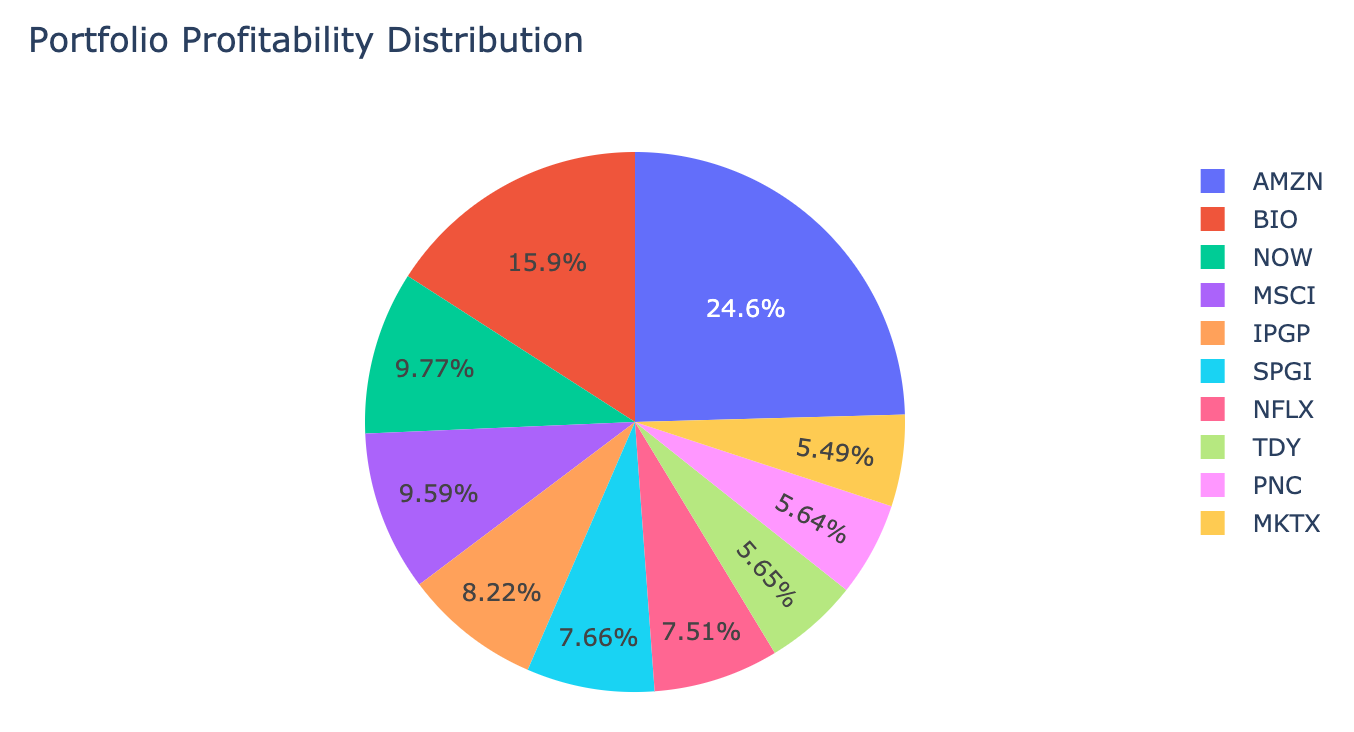 Portfolio Profitability Distribution
15.9%
24.6%
9.77%
9.59%
8.22%
7.66%
7.51%
5.65%
5.64%
5.49%
AMZN
BIO
NOW
MSCI
IPGP
SPGI
NFLX
TDY
PNC
MKTX